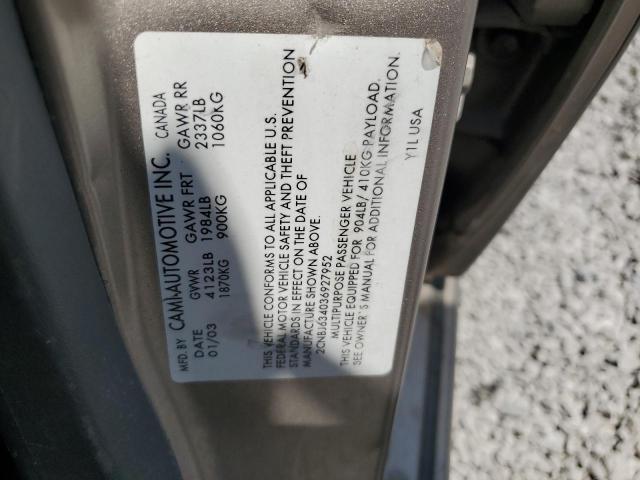 MFD. BY CAMI AUTOMOTIVE INC. CANADA
DATE GVWR GAWR FRT GAWR RR
01/03 4123LB 1984LB 2337LB
1870KG 900KG 1060KG
THIS VEHICLE CONFORMS TO ALL APPLICABLE U.S.
FEDERAL MOTOR VEHICLE SAFETY AND THEFT PREVENTION
STANDARDS IN EFFECT ON THE DATE OF
MANUFACTURE SHOWN ABOVE.
2CNBJ634036927952
MULTIPURPOSE PASSENGER VEHICLE
THIS VEHICLE EQUIPPED FOR 904LB/ 410KG PAYLOAD.
SEE OWNER'S MANUAL FOR ADDITIONAL INFORMATION.
Y1L USA